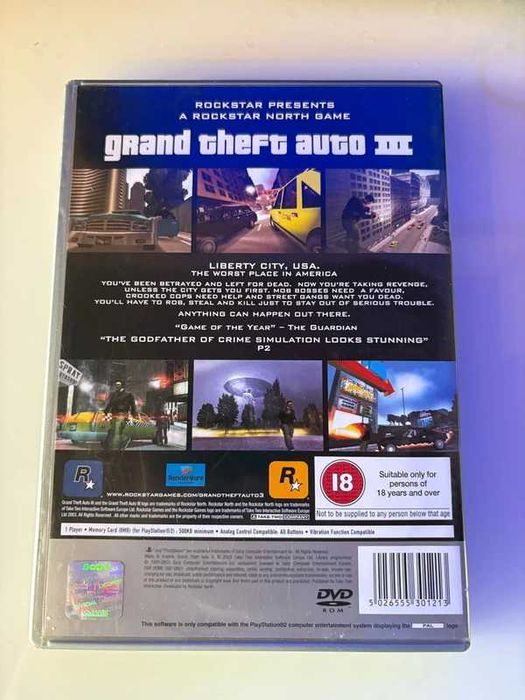 ROCKSTAR PRESENTS
A ROCKSTAR NORTH GAME
grand theft auto III
LIBERTY CITY, USA.
THE WORST PLACE IN AMERICA
YOU'VE BEEN BETRAYED AND LEFT FOR DEAD. NOW YOU'RE TAKING REVENGE,
UNLESS THE CITY GETS YOU FIRST. MOB BOSSES NEED A FAVOUR,
CROOKED COPS NEED HELP AND STREET GANGS WANT YOU DEAD.
YOU'LL HAVE TO ROB, STEAL AND KILL JUST TO STAY OUT OF SERIOUS TROUBLE.
ANYTHING CAN HAPPEN OUT THERE.
"GAME OF THE YEAR" – THE GUARDIAN
"THE GODFATHER OF CRIME SIMULATION LOOKS STUNNING"
P2
SPRAY
R
RenderWare
R
TAKE TWO COMPANY
WWW.ROCKSTARGAMES.COM/GRANDTHEFTAUTO3
18
Suitable only for
persons of
18 years and over
Not to be supplied to any person below that age
1 Player • Memory Card (8MB) (for PlayStation®2) - 500KB minimum • Analog Control Compatible: All Buttons • Vibration Function Compatible
DVD
ROM
5 026555 301213
This software is only compatible with the PlayStation®2 computer entertainment system displaying the PAL logo